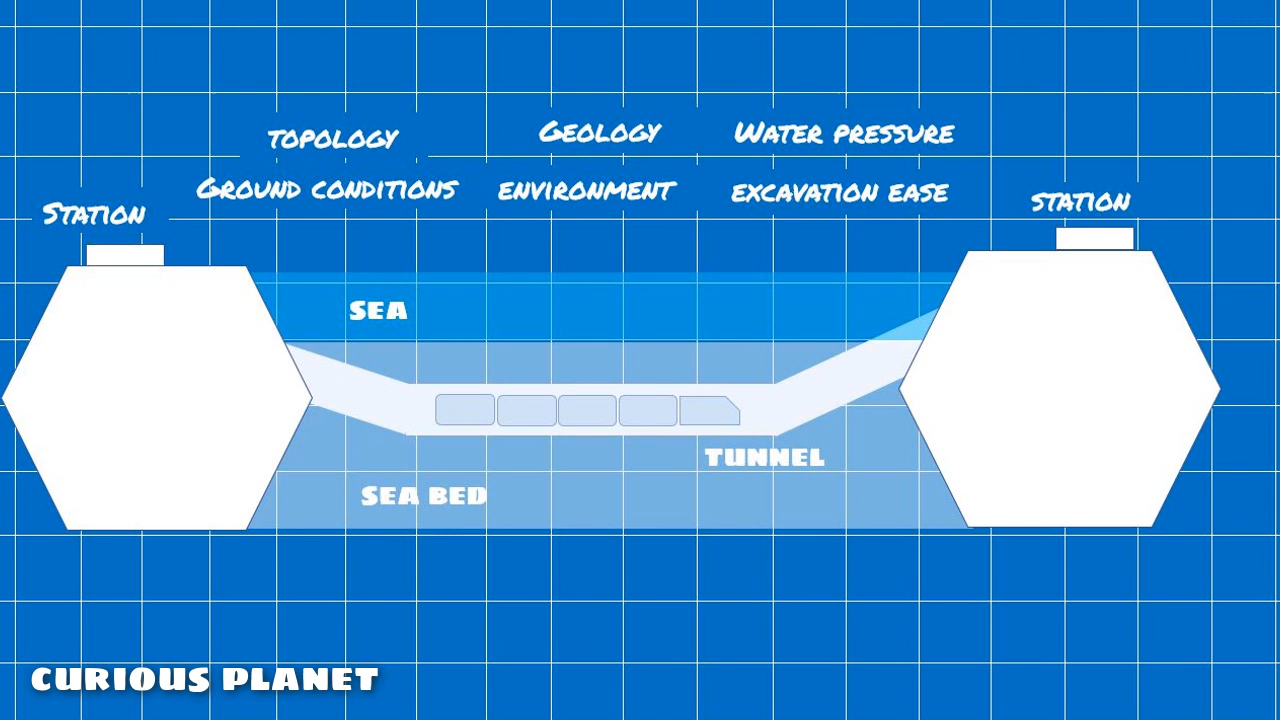 TOPOLOGY
GEOLOGY
WATER PRESSURE
GROUND CONDITIONS
ENVIRONMENT
EXCAVATION EASE
STATION
STATION
SEA
TUNNEL
SEA BED
CURIOUS PLANET